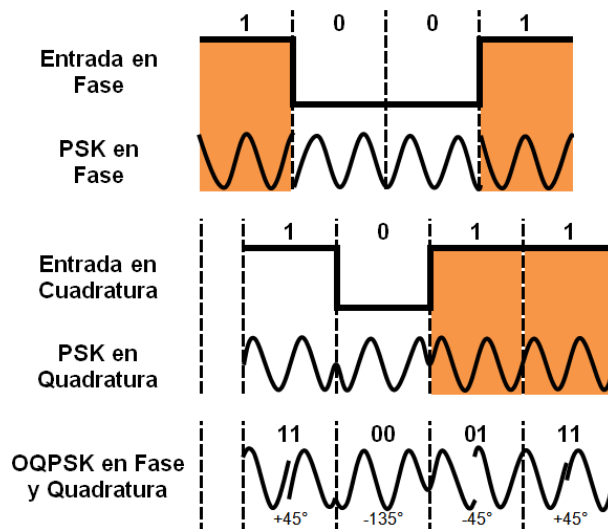 1 0 0 1
Entrada en
Fase
PSK en
Fase
1 0 1 1
Entrada en
Cuadratura
PSK en
Quadratura
11 00 01 11
OQPSK en Fase
y Quadratura
+45° -135° -45° +45°